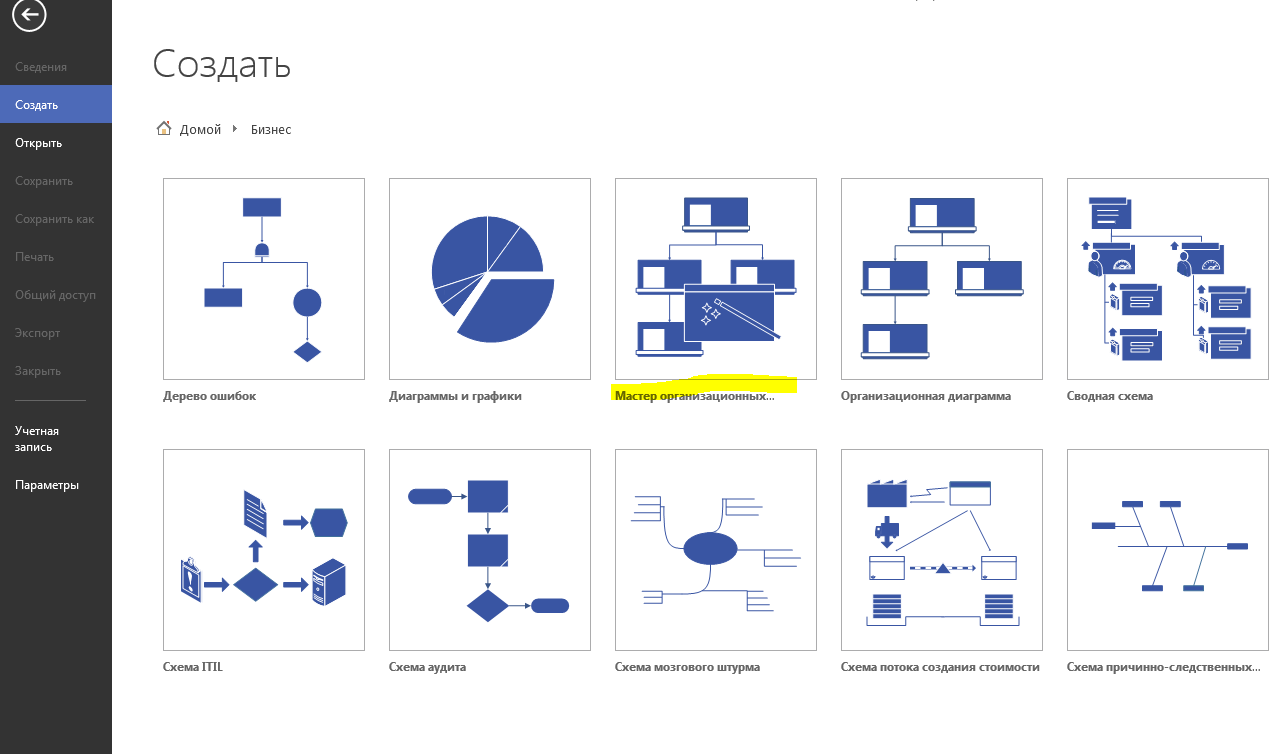 Сведения
Создать
Открыть
Сохранить
Сохранить как
Печать
Общий доступ
Экспорт
Закрыть
Учетная
запись
Параметры
Создать
Домой Бизнес
Дерево ошибок
Диаграммы и графики
Мастер организационных...
Организационная диаграмма
Сводная схема
Схема ITIL
Схема аудита
Схема мозгового штурма
Схема потока создания стоимости
Схема причинно-следственных...